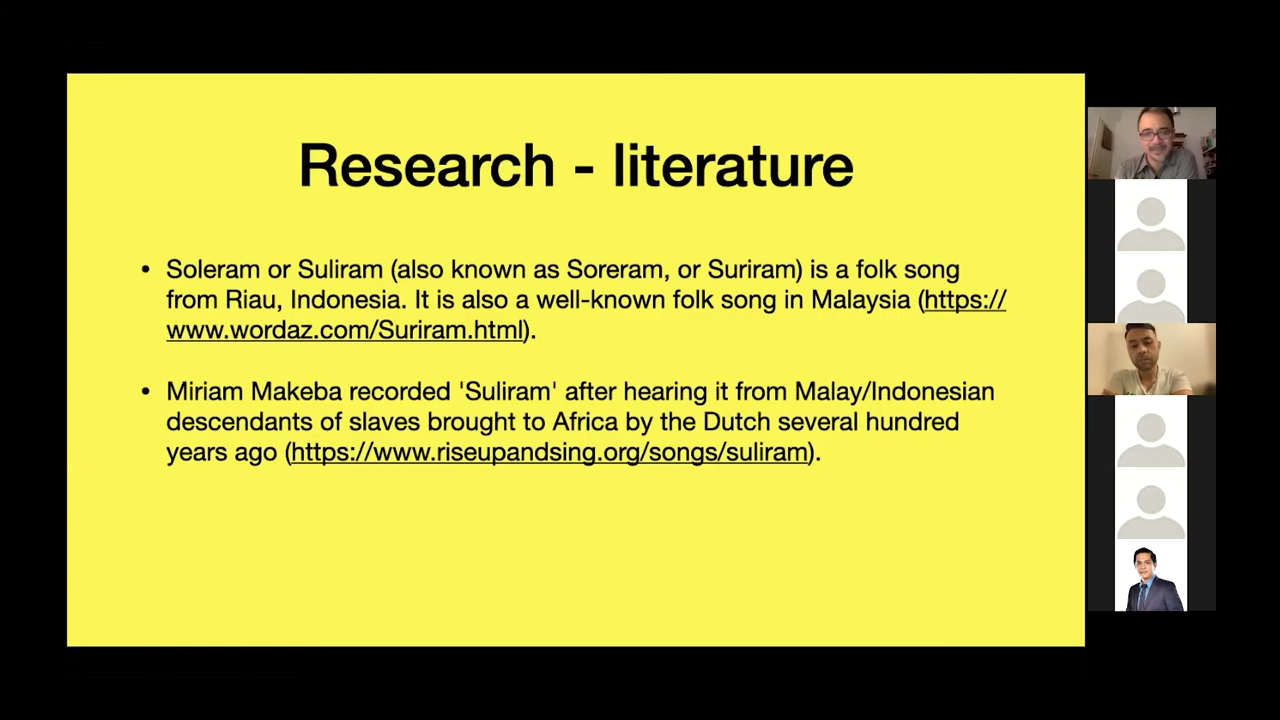 Research - literature
• Soleram or Suliram (also known as Soreram, or Suriram) is a folk song
from Riau, Indonesia. It is also a well-known folk song in Malaysia (https://
www.wordaz.com/Suriram.html).
• Miriam Makeba recorded 'Suliram' after hearing it from Malay/Indonesian
descendants of slaves brought to Africa by the Dutch several hundred
years ago (https://www.riseupandsing.org/songs/suliram).